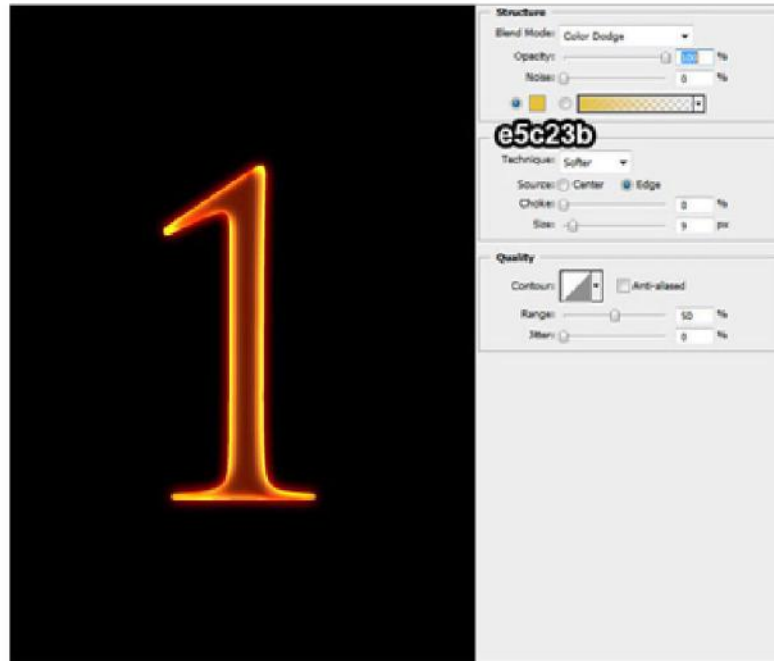 1
Structure
Blend Mode: Color Dodge
Opacity: 100 %
Noise: 0 %
e5c23b
Technique: Softer
Source: Center Edge
Choke: 0 %
Size: 9 px
Quality
Contour: Anti-aliased
Range: 50 %
Jitter: 0 %